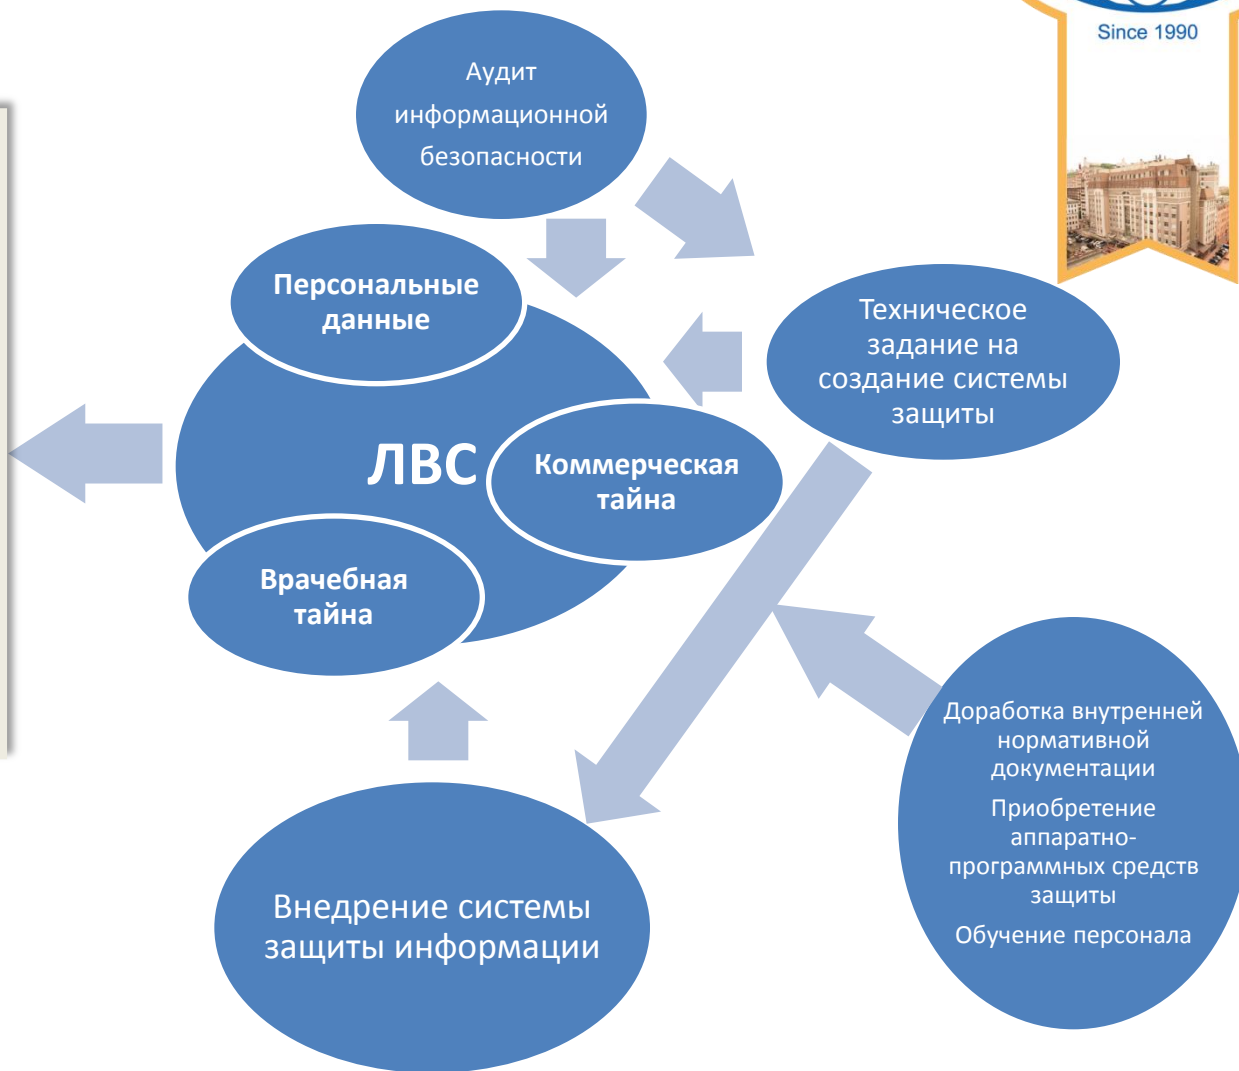 Since 1990
Аудит
информационной
безопасности
Персональные
данные
Техническое
задание на
создание системы
защиты
ЛВС
Коммерческая
тайна
Врачебная
тайна
Доработка внутренней
нормативной
документации
Приобретение
аппаратно-
программных средств
защиты
Обучение персонала
Внедрение системы
защиты информации